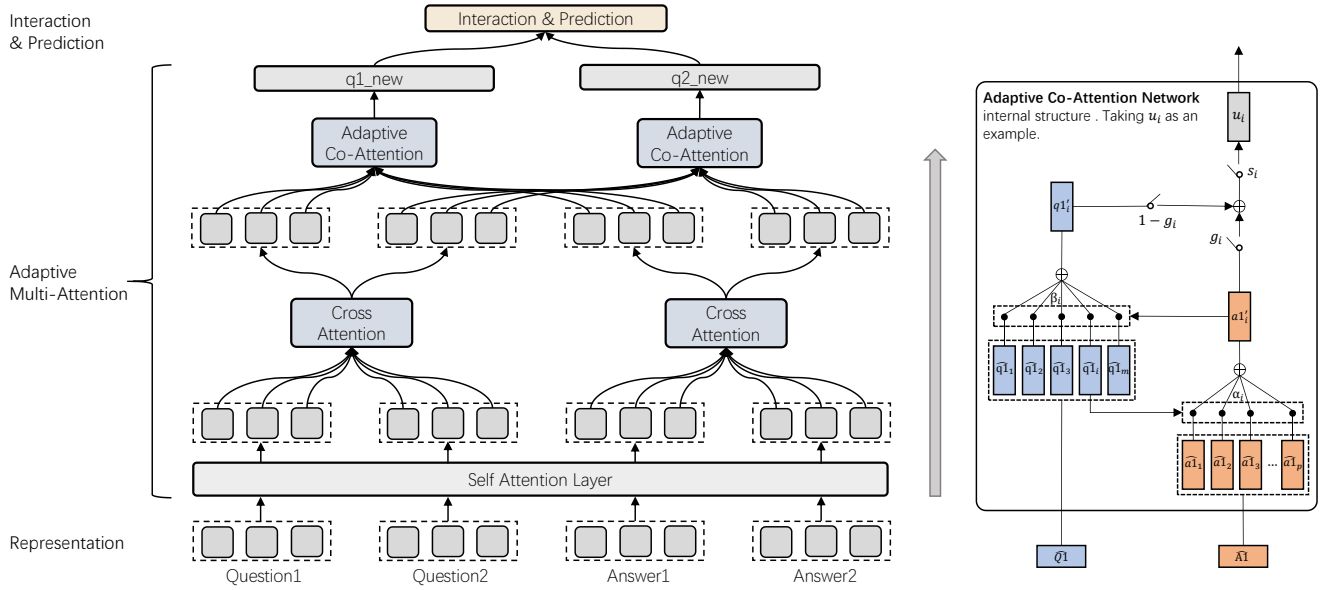 Interaction
& Prediction
Interaction & Prediction
q1_new
q2_new
Adaptive
Co-Attention
Adaptive
Co-Attention
Adaptive
Multi-Attention
Cross
Attention
Cross
Attention
Self Attention Layer
Representation
Question1
Question2
Answer1
Answer2
Adaptive Co-Attention Network
internal structure . Taking u_i as an
example.
u_i
s_i
q1'_i
1 − g_i
g_i
β_i
a1'_i
q̂1_1 q̂1_2 q̂1_3 q̂1_i q̂1_m
α_i
â1_1 â1_2 â1_3 ... â1_p
Q̂1
Â1